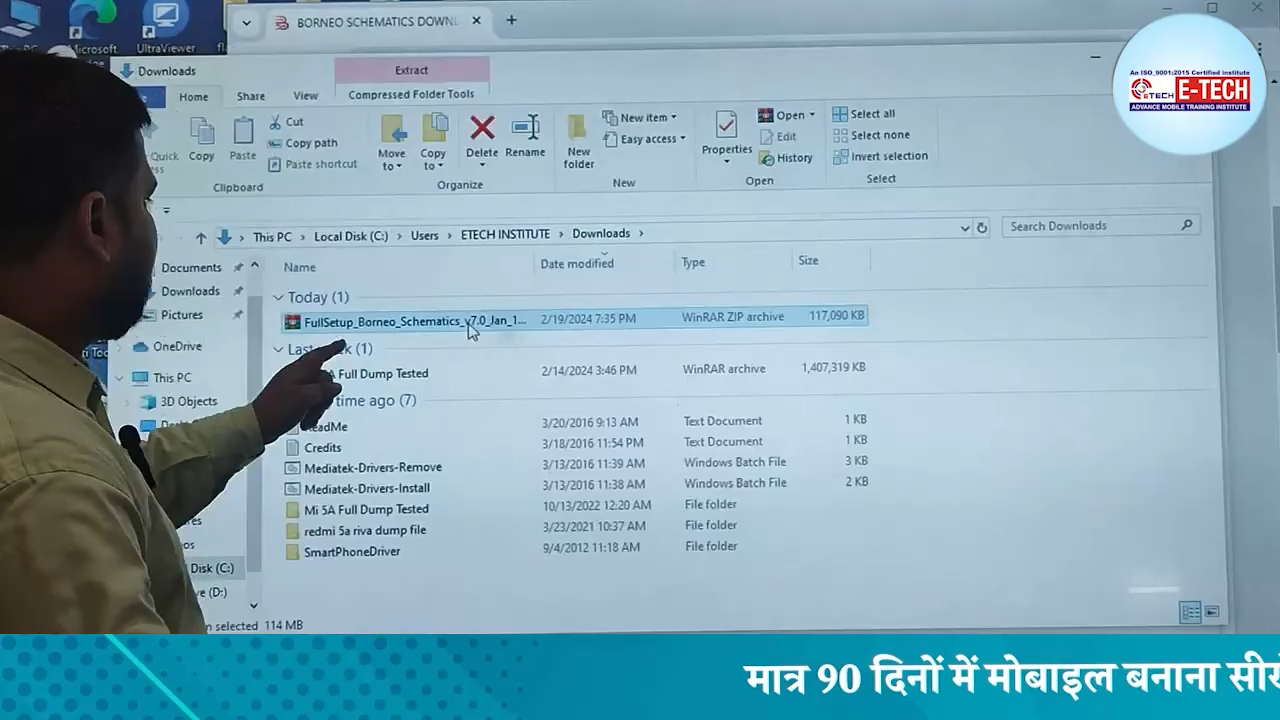 BORNEO SCHEMATICS DOWNL
Microsoft
UltraViewer
Downloads
Extract
Home
Share
View
Compressed Folder Tools
Quick
Copy
Paste
Cut
Copy path
Paste shortcut
Clipboard
Move to
Copy to
Delete
Rename
Organize
New folder
New item
Easy access
New
Properties
Open
Edit
History
Open
Select all
Select none
Invert selection
Select
An ISO_9001:2015 Certified Institute
ETECH E-TECH
ADVANCE MOBILE TRAINING INSTITUTE
This PC > Local Disk (C:) > Users > ETECH INSTITUTE > Downloads >
Search Downloads
Documents
Downloads
Pictures
OneDrive
This PC
3D Objects
Disk (C:)
Name Date modified Type Size
Today (1)
FullSetup_Borneo_Schematics_v7.0_Jan_1... 2/19/2024 7:35 PM WinRAR ZIP archive 117,090 KB
(1)
Full Dump Tested 2/14/2024 3:46 PM WinRAR archive 1,407,319 KB
time ago (7)
3/20/2016 9:13 AM Text Document 1 KB
Credits 3/18/2016 11:54 PM Text Document 1 KB
Mediatek-Drivers-Remove 3/13/2016 11:39 AM Windows Batch File 3 KB
Mediatek-Drivers-Install 3/13/2016 11:38 AM Windows Batch File 2 KB
Mi 5A Full Dump Tested 10/13/2022 12:20 AM File folder
redmi 5a riva dump file 3/23/2021 10:37 AM File folder
SmartPhoneDriver 9/4/2012 11:18 AM File folder
selected 114 MB
मात्र 90 दिनों में मोबाइल बनाना